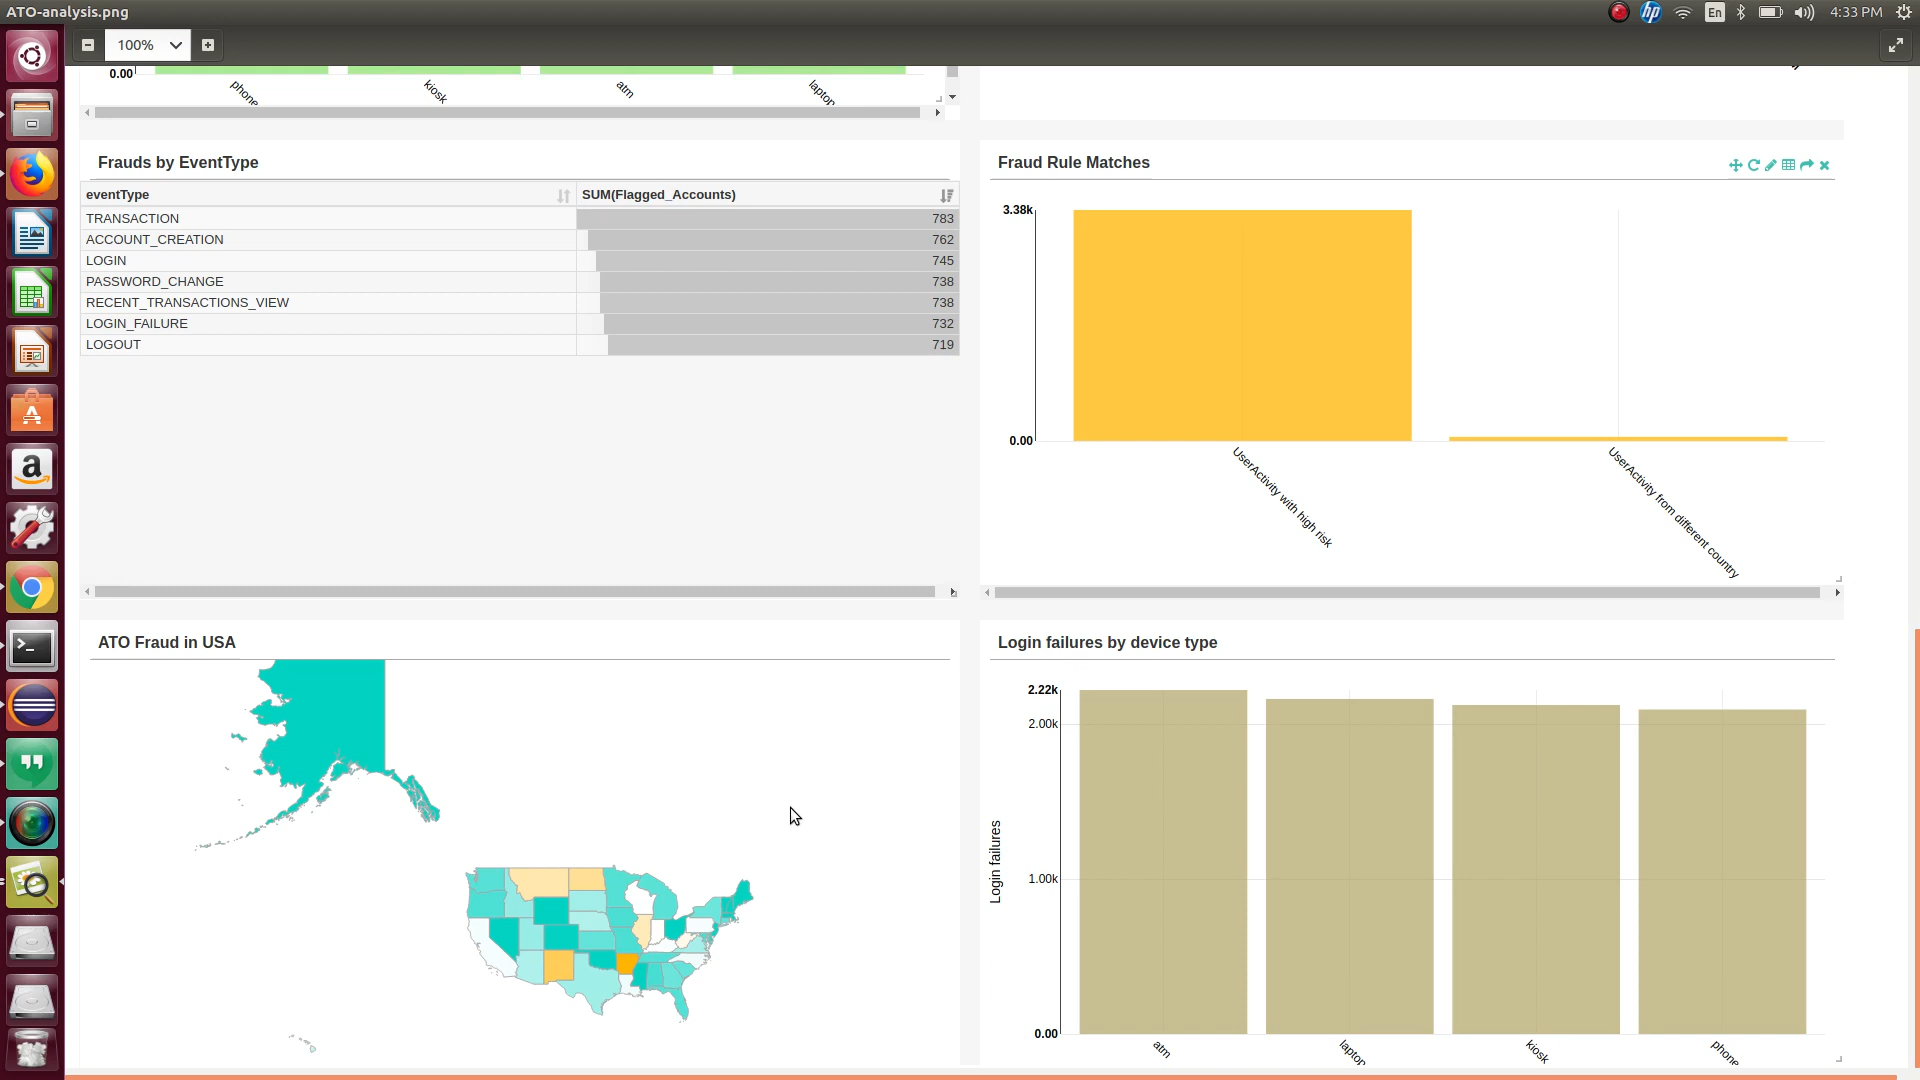 ATO-analysis.png
En
4:33 PM
100%
0.00
phone
kiosk
atm
laptop
Frauds by EventType
eventType SUM(Flagged_Accounts)
TRANSACTION 783
ACCOUNT_CREATION 762
LOGIN 745
PASSWORD_CHANGE 738
RECENT_TRANSACTIONS_VIEW 738
LOGIN_FAILURE 732
LOGOUT 719
Fraud Rule Matches
3.38k
0.00
UserActivity with high risk
UserActivity from different country
ATO Fraud in USA
Login failures by device type
2.22k
2.00k
1.00k
0.00
Login failures
atm
laptop
kiosk
phone